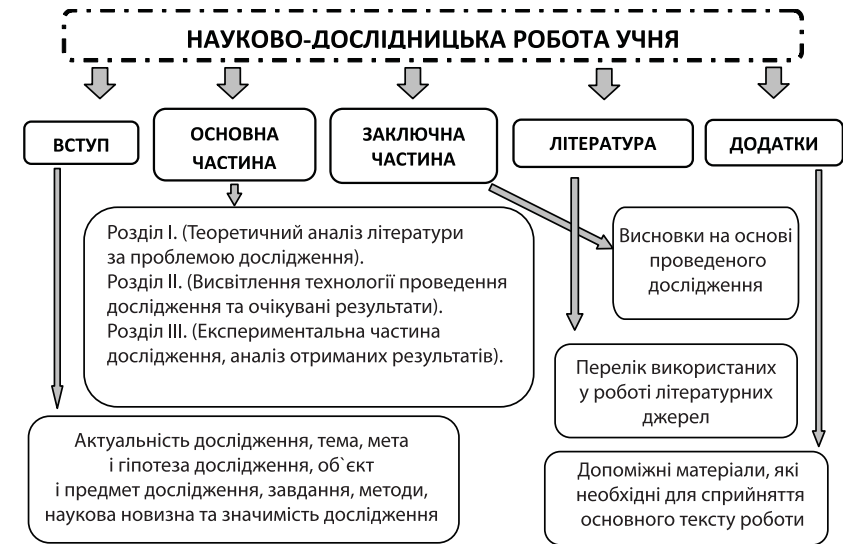 НАУКОВО-ДОСЛІДНИЦЬКА РОБОТА УЧНЯ
ВСТУП
ОСНОВНА
ЧАСТИНА
ЗАКЛЮЧНА
ЧАСТИНА
ЛІТЕРАТУРА
ДОДАТКИ
Розділ I. (Теоретичний аналіз літератури
за проблемою дослідження).
Розділ II. (Висвітлення технології проведення
дослідження та очікувані результати).
Розділ III. (Експериментальна частина
дослідження, аналіз отриманих результатів).
Висновки на основі
проведеного
дослідження
Перелік використаних
у роботі літературних
джерел
Актуальність дослідження, тема, мета
і гіпотеза дослідження, об`єкт
і предмет дослідження, завдання, методи,
наукова новизна та значимість дослідження
Допоміжні матеріали, які
необхідні для сприйняття
основного тексту роботи